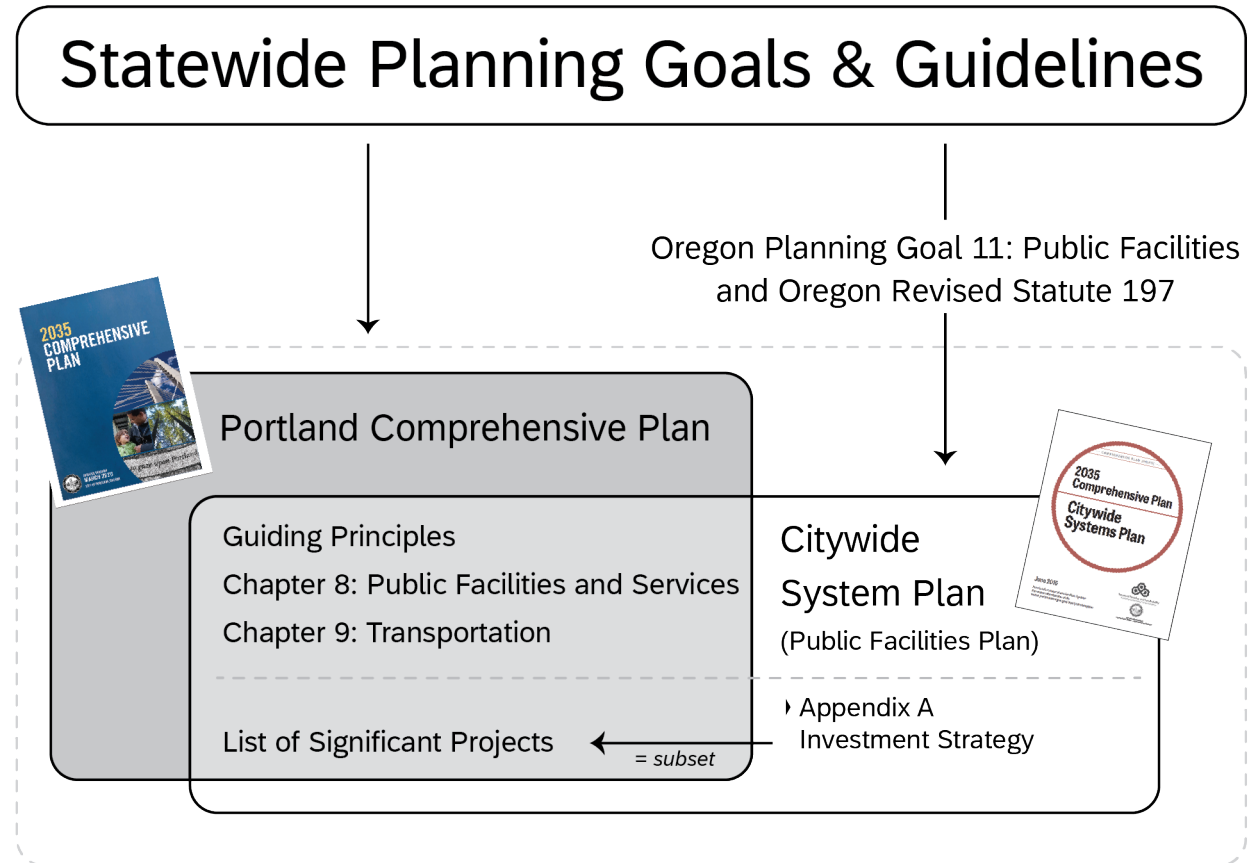 Statewide Planning Goals & Guidelines
Oregon Planning Goal 11: Public Facilities
and Oregon Revised Statute 197
2035
COMPREHENSIVE
PLAN
MARCH 2020
Portland Comprehensive Plan
Guiding Principles
Chapter 8: Public Facilities and Services
Chapter 9: Transportation
List of Significant Projects
= subset
Citywide
System Plan
(Public Facilities Plan)
Appendix A
Investment Strategy
2035
Comprehensive Plan
Citywide
Systems Plan